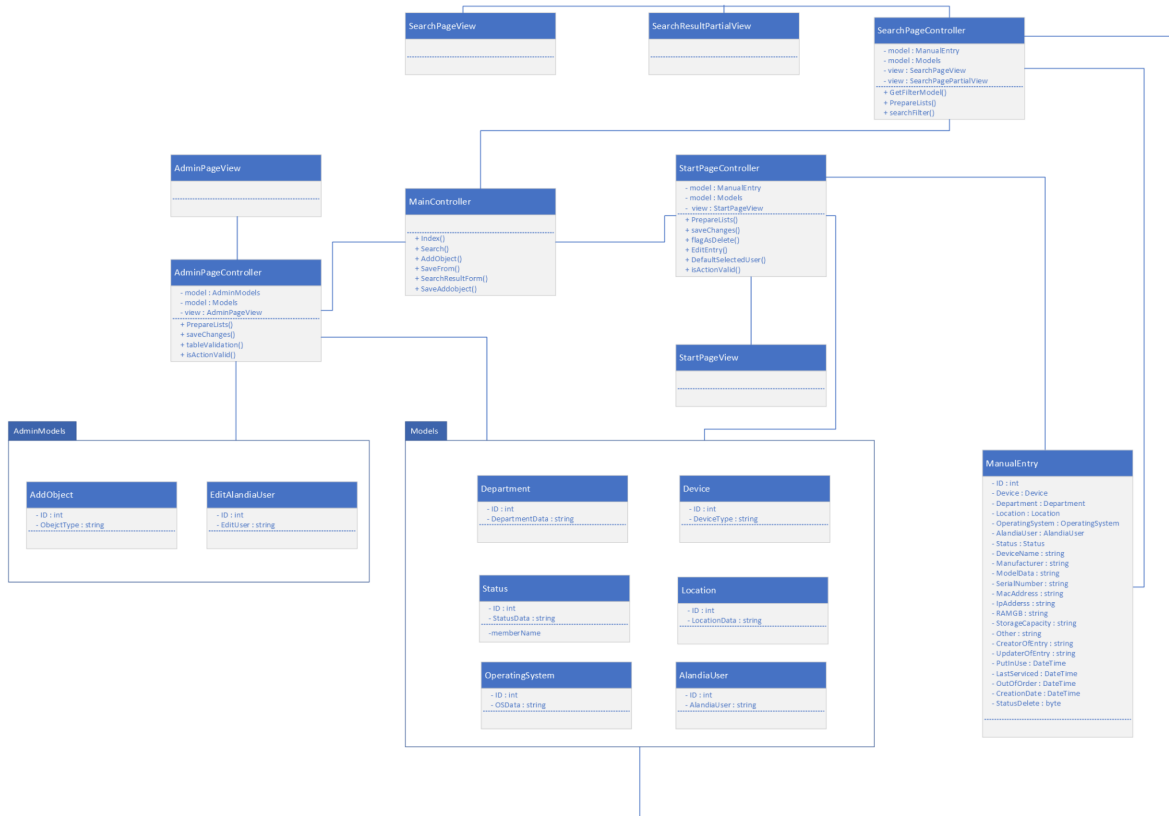 SearchPageView
SearchResultPartialView
SearchPageController
- model : ManualEntry
- model : Models
- view : SearchPageView
- view : SearchPagePartialView
+ GetFilterModel()
+ PrepareLists()
+ searchFilter()
AdminPageView
MainController
+ Index()
+ Search()
+ AddObject()
+ SaveFrom()
+ SearchResultForm()
+ SaveAddobject()
StartPageController
- model : ManualEntry
- model : Models
- view : StartPageView
+ PrepareLists()
+ saveChanges()
+ flagAsDelete()
+ EditEntry()
+ DefaultSelectedUser()
+ isActionValid()
AdminPageController
- model : AdminModels
- model : Models
- view : AdminPageView
+ PrepareLists()
+ saveChanges()
+ tableValidation()
+ isActionValid()
StartPageView
AdminModels
AddObject
- ID : int
- ObejctType : string
EditAlandiaUser
- ID : int
- EditUser : string
Models
Department
- ID : int
- DepartmentData : string
Device
- ID : int
- DeviceType : string
Status
- ID : int
- StatusData : string
-memberName
Location
- ID : int
- LocationData : string
OperatingSystem
- ID : int
- OSData : string
AlandiaUser
- ID : int
- AlandiaUser : string
ManualEntry
- ID : int
- Device : Device
- Department : Department
- Location : Location
- OperatingSystem : OperatingSystem
- AlandiaUser : AlandiaUser
- Status : Status
- DeviceName : string
- Manufacturer : string
- ModelData : string
- SerialNumber : string
- MacAddress : string
- IpAdderss : string
- RAMGB : string
- StorageCapacity : string
- Other : string
- CreatorOfEntry : string
- UpdaterOfEntry : string
- PutInUse : DateTime
- LastServiced : DateTime
- OutOfOrder : DateTime
- CreationDate : DateTime
- StatusDelete : byte